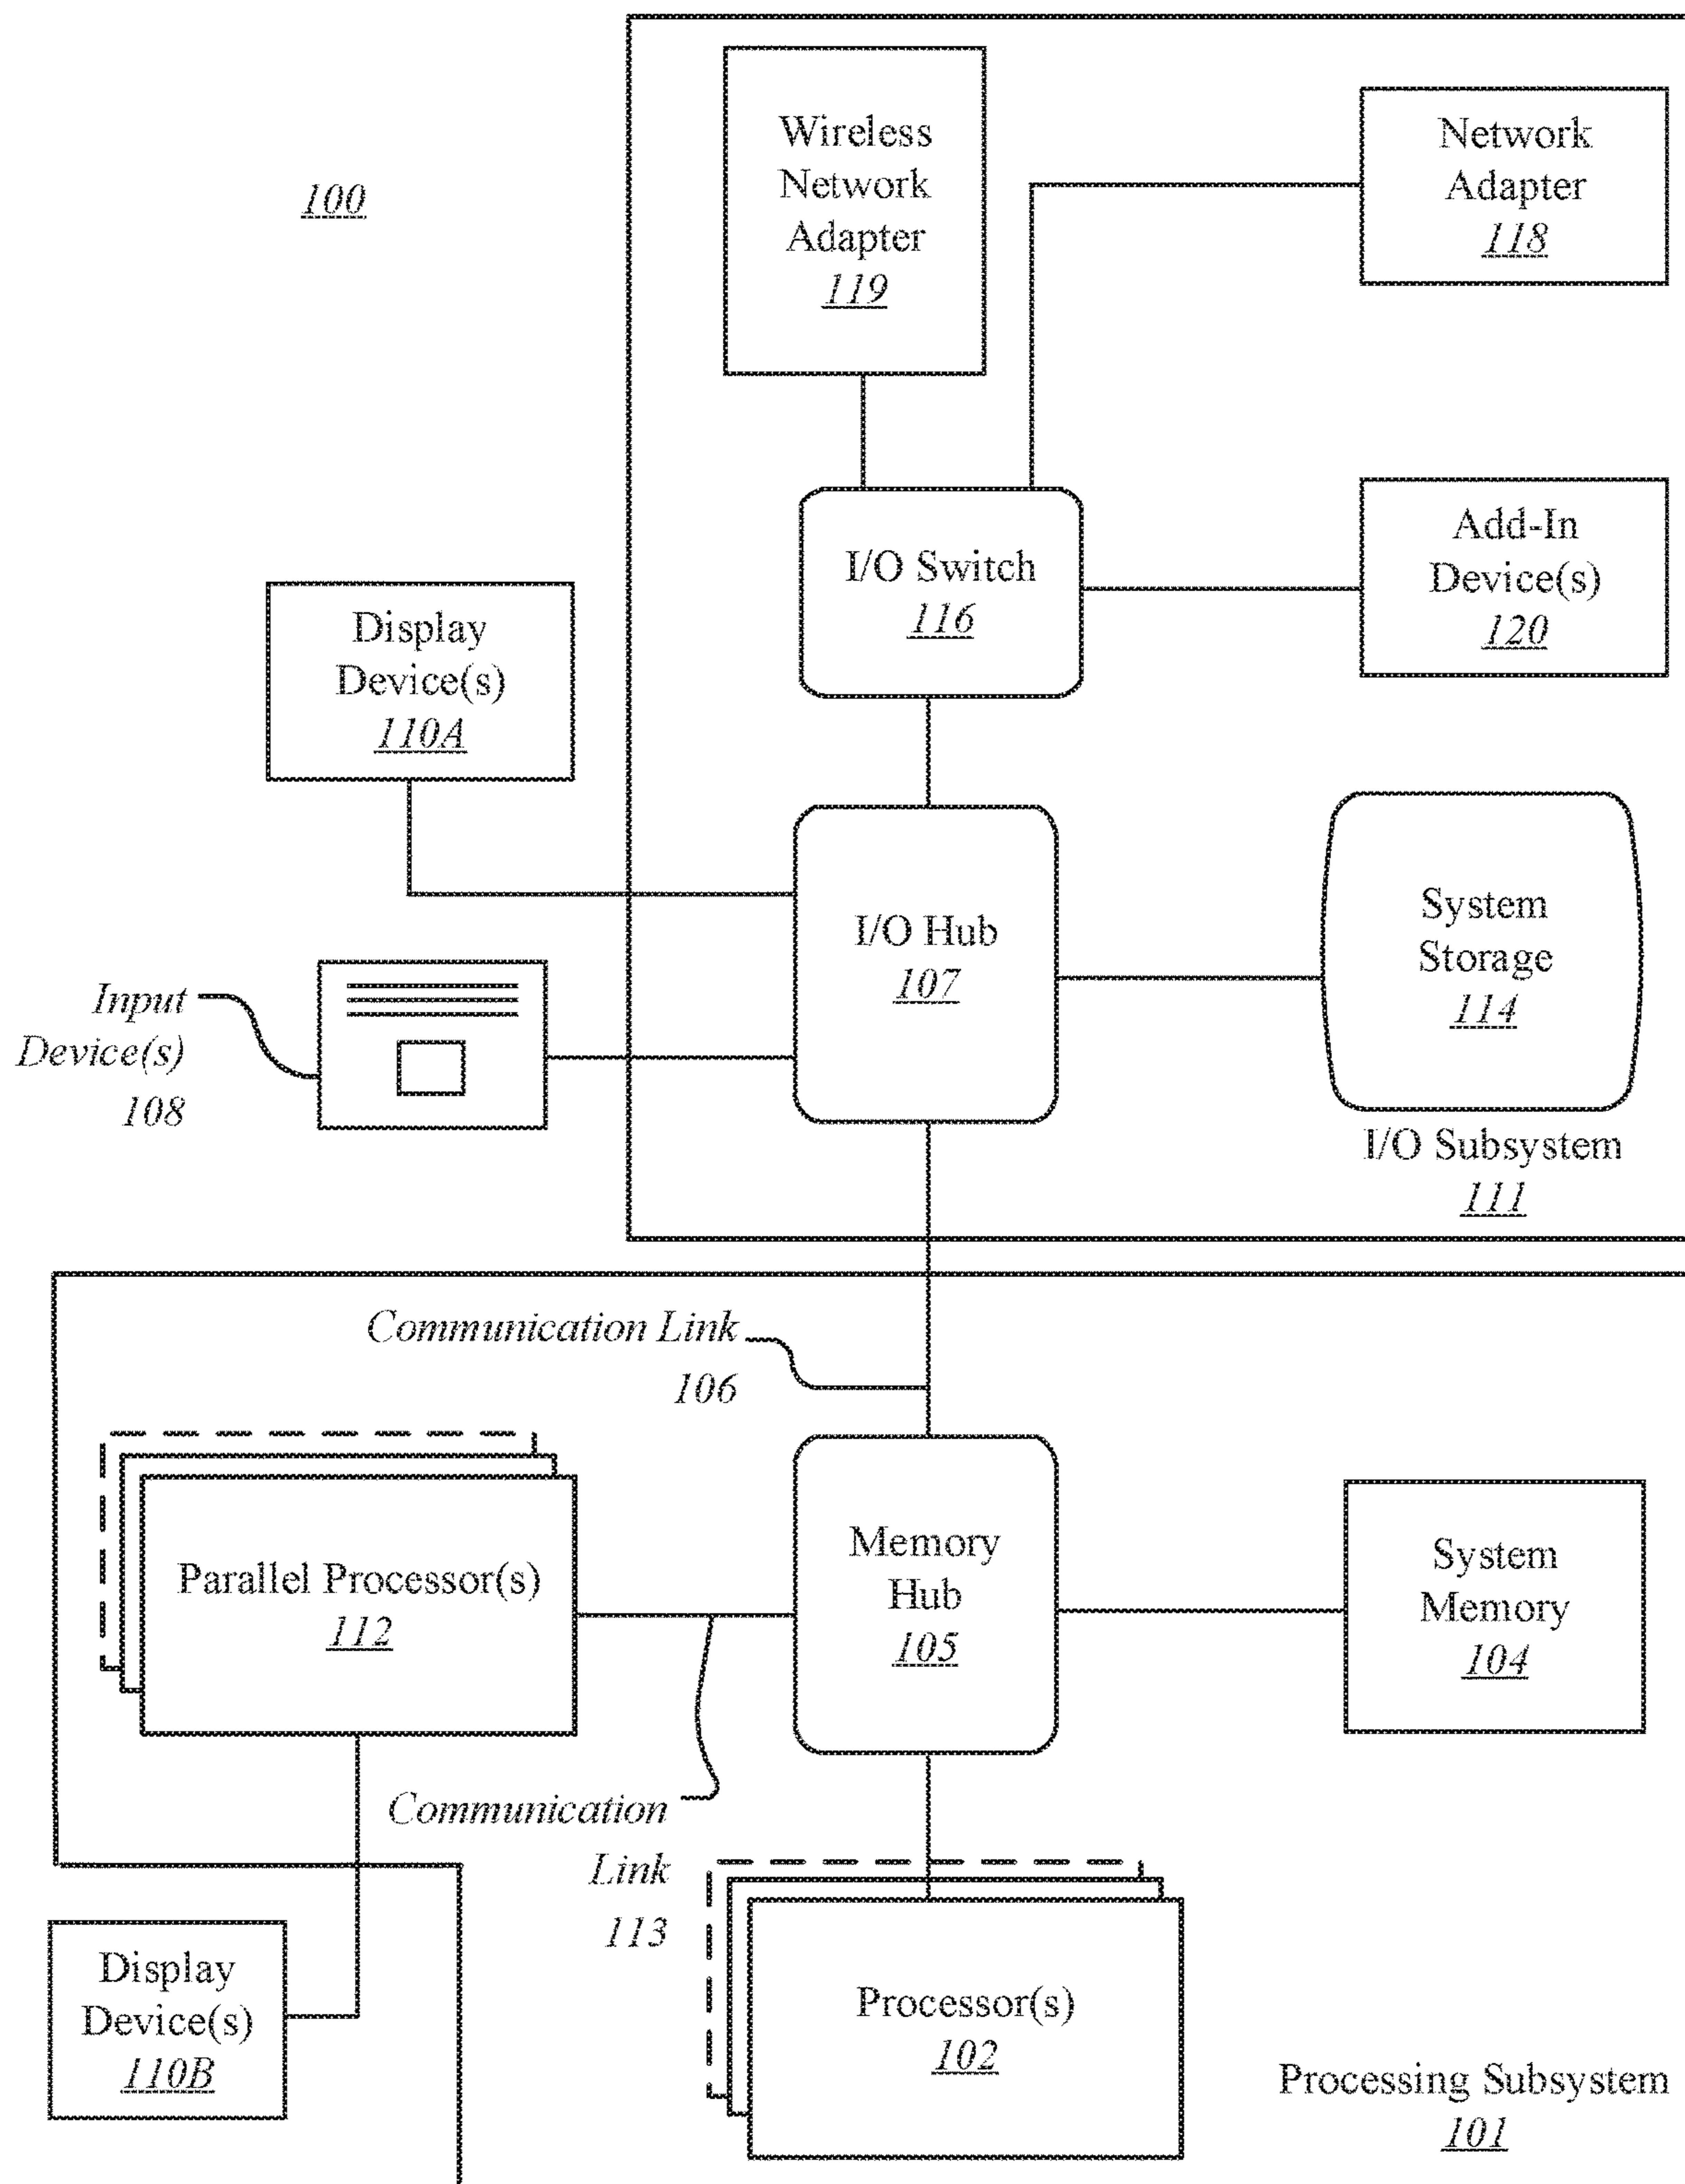 100
Wireless
Network
Adapter
119
Network
Adapter
118
I/O Switch
116
Add-In
Device(s)
120
Display
Device(s)
110A
I/O Hub
107
System
Storage
114
Input
Device(s)
108
I/O Subsystem
111
Communication Link
106
Parallel Processor(s)
112
Memory
Hub
105
System
Memory
104
Communication
Link
113
Display
Device(s)
110B
Processor(s)
102
Processing Subsystem
101